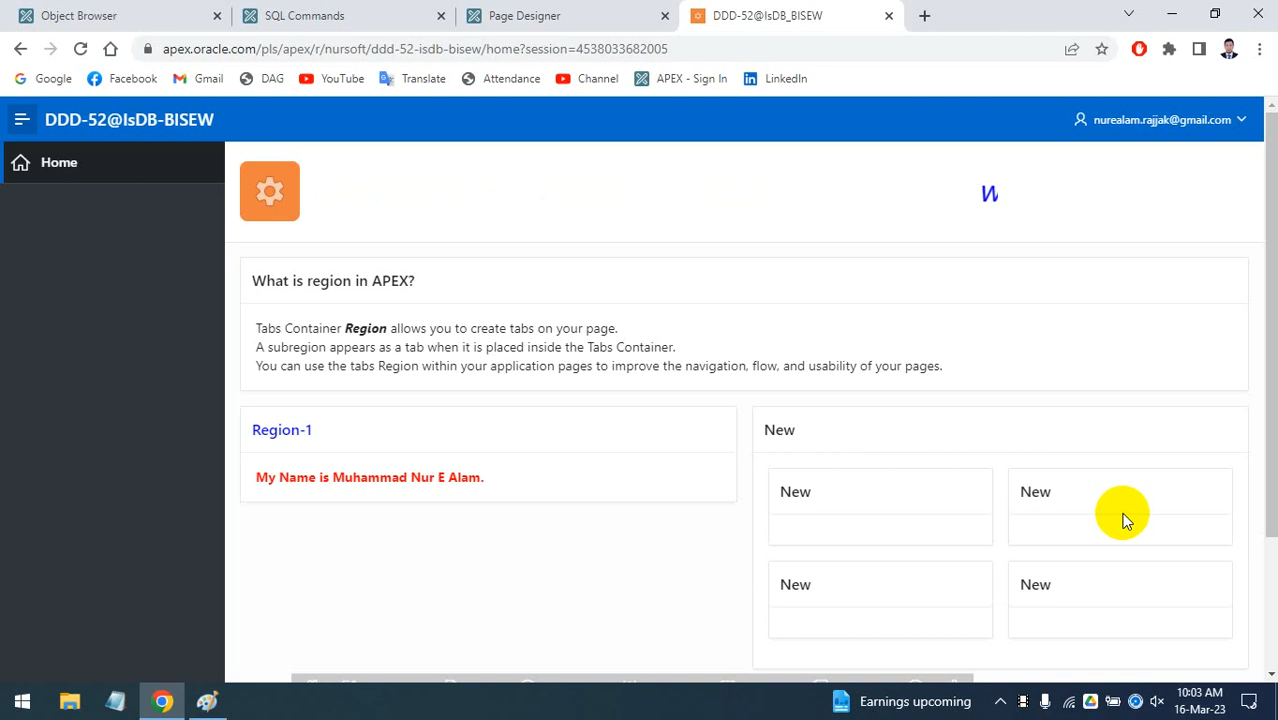 Object Browser
SQL Commands
Page Designer
DDD-52@IsDB_BISEW
apex.oracle.com/pls/apex/r/nursoft/ddd-52-isdb-bisew/home?session=4538033682005
Google
Facebook
Gmail
DAG
YouTube
Translate
Attendance
Channel
APEX - Sign In
LinkedIn
DDD-52@IsDB-BISEW
nurealam.rajjak@gmail.com
Home
W
What is region in APEX?
Tabs Container Region allows you to create tabs on your page.
A subregion appears as a tab when it is placed inside the Tabs Container.
You can use the tabs Region within your application pages to improve the navigation, flow, and usability of your pages.
Region-1
New
My Name is Muhammad Nur E Alam.
New
New
New
New
Earnings upcoming
10:03 AM
16-Mar-23